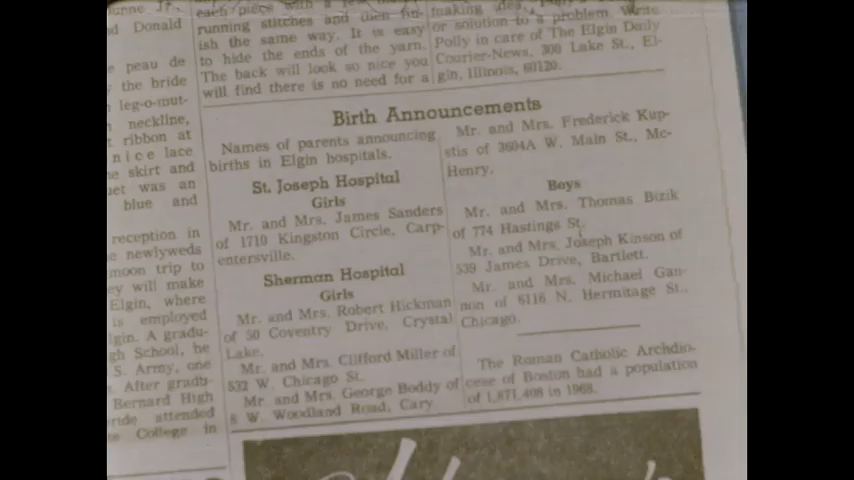 unne Jr.
d Donald
e peau de
the bride
leg-o-mut-
neckline,
ribbon at
nice lace
e skirt and
uet was an
blue and
reception in
e newlyweds
moon trip to
ey will make
Elgin, where
is employed
lgin. A gradu-
gh School, he
S. Army, one
After gradu-
Bernard High
ride attended
te College in
each piece with a
running stitches and then fin-
ish the same way. It is easy
to hide the ends of the yarn.
The back will look so nice you
will find there is no need for a
making idea,
or solution to a problem. Write
Polly in care of The Elgin Daily
Courier-News, 300 Lake St., El-
gin, Illinois, 60120.
Birth Announcements
Names of parents announcing
births in Elgin hospitals.
St. Joseph Hospital
Girls
Mr. and Mrs. James Sanders
of 1710 Kingston Circle, Carp-
entersville.
Sherman Hospital
Girls
Mr. and Mrs. Robert Hickman
of 50 Coventry Drive, Crystal
Lake.
Mr. and Mrs. Clifford Miller of
532 W. Chicago St.
Mr. and Mrs. George Boddy of
8 W. Woodland Road, Cary
Mr. and Mrs. Frederick Kup-
stis of 3604A W. Main St., Mc-
Henry.
Boys
Mr. and Mrs. Thomas Bizik
of 774 Hastings St.
Mr. and Mrs. Joseph Kinson of
539 James Drive, Bartlett.
Mr. and Mrs. Michael Gan-
non of 6118 N. Hermitage St.,
Chicago.
The Roman Catholic Archdio-
cese of Boston had a population
of 1,871,408 in 1968.